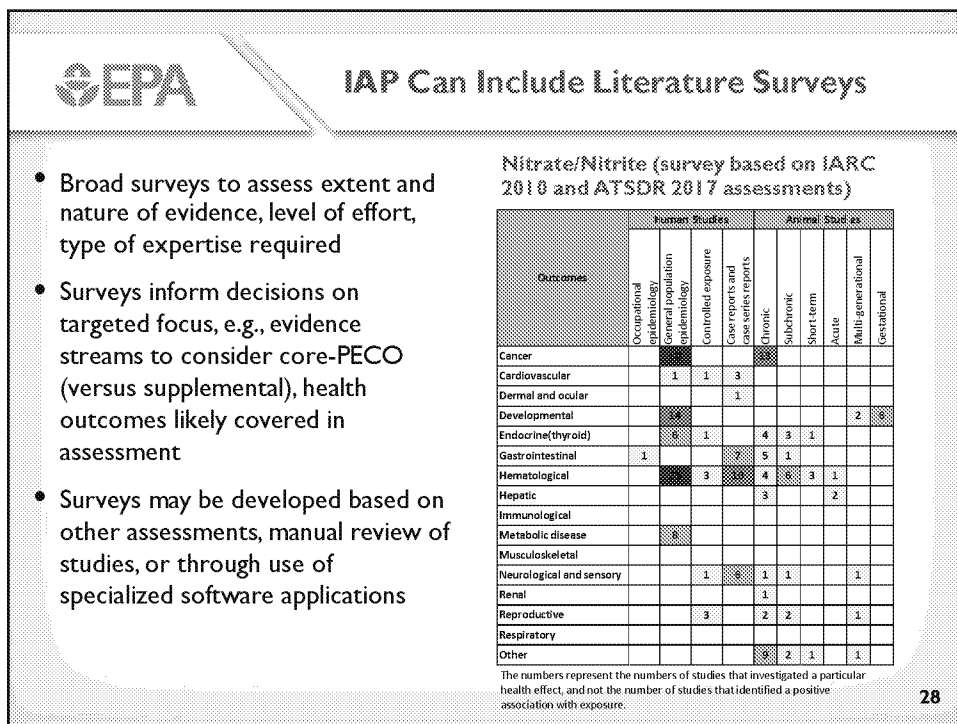 EPA
IAP Can Include Literature Surveys
• Broad surveys to assess extent and
nature of evidence, level of effort,
type of expertise required
• Surveys inform decisions on
targeted focus, e.g., evidence
streams to consider core-PECO
(versus supplemental), health
outcomes likely covered in
assessment
• Surveys may be developed based on
other assessments, manual review of
studies, or through use of
specialized software applications
Nitrate/Nitrite (survey based on IARC
2010 and ATSDR 2017 assessments)
Human Studies Animal Studies
Outcomes
Occupational
epidemiology
General population
epidemiology
Controlled exposure
Case reports and
case series reports
Chronic
Subchronic
Short-term
Acute
Multi-generational
Gestational
Cancer
Cardiovascular 1 1 3
Dermal and ocular 1
Developmental 14 2 6
Endocrine(thyroid) 6 1 4 3 1
Gastrointestinal 1 7 5 1
Hematological 3 4 6 3 1
Hepatic 3 2
Immunological
Metabolic disease
Musculoskeletal
Neurological and sensory 1 1 1 1
Renal 1
Reproductive 3 2 2 1
Respiratory
Other 9 2 1 1
The numbers represent the numbers of studies that investigated a particular
health effect, and not the number of studies that identified a positive
association with exposure.
28